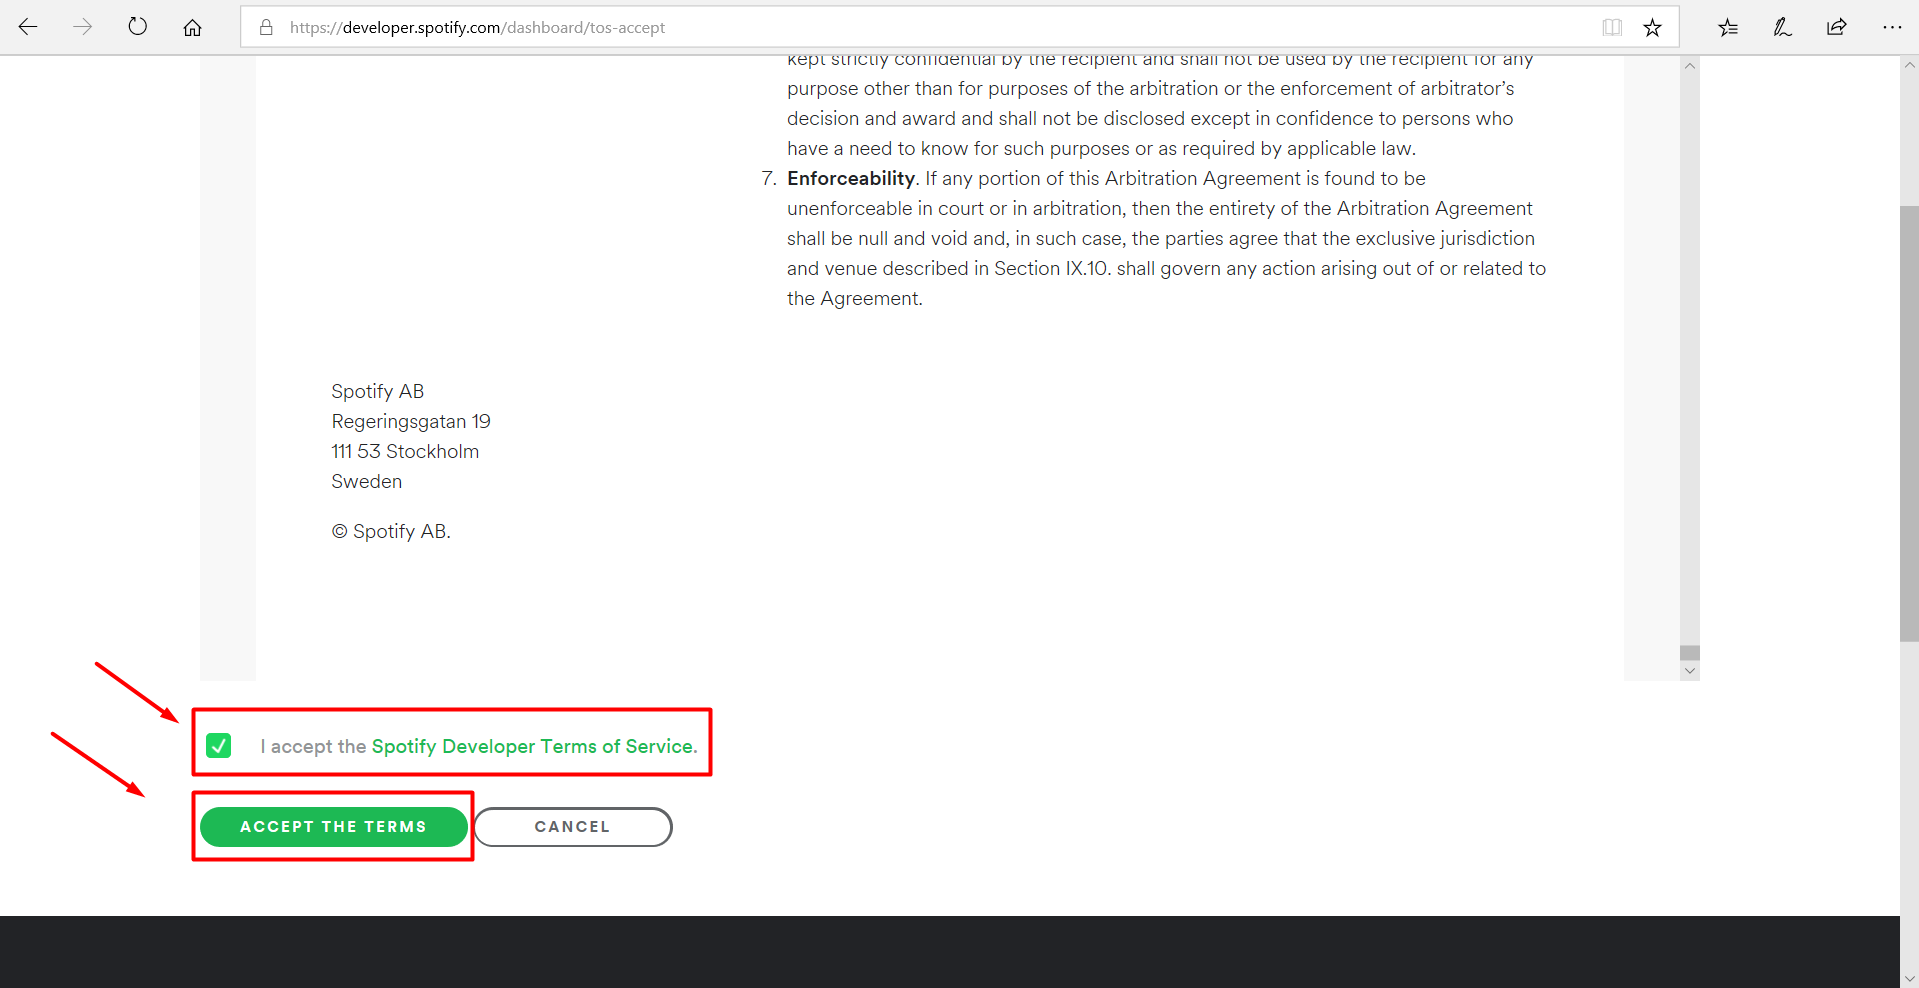 https://developer.spotify.com/dashboard/tos-accept
kept strictly confidential by the recipient and shall not be used by the recipient for any
purpose other than for purposes of the arbitration or the enforcement of arbitrator’s
decision and award and shall not be disclosed except in confidence to persons who
have a need to know for such purposes or as required by applicable law.
7. Enforceability. If any portion of this Arbitration Agreement is found to be
unenforceable in court or in arbitration, then the entirety of the Arbitration Agreement
shall be null and void and, in such case, the parties agree that the exclusive jurisdiction
and venue described in Section IX.10. shall govern any action arising out of or related to
the Agreement.
Spotify AB
Regeringsgatan 19
111 53 Stockholm
Sweden
© Spotify AB.
I accept the Spotify Developer Terms of Service.
ACCEPT THE TERMS
CANCEL